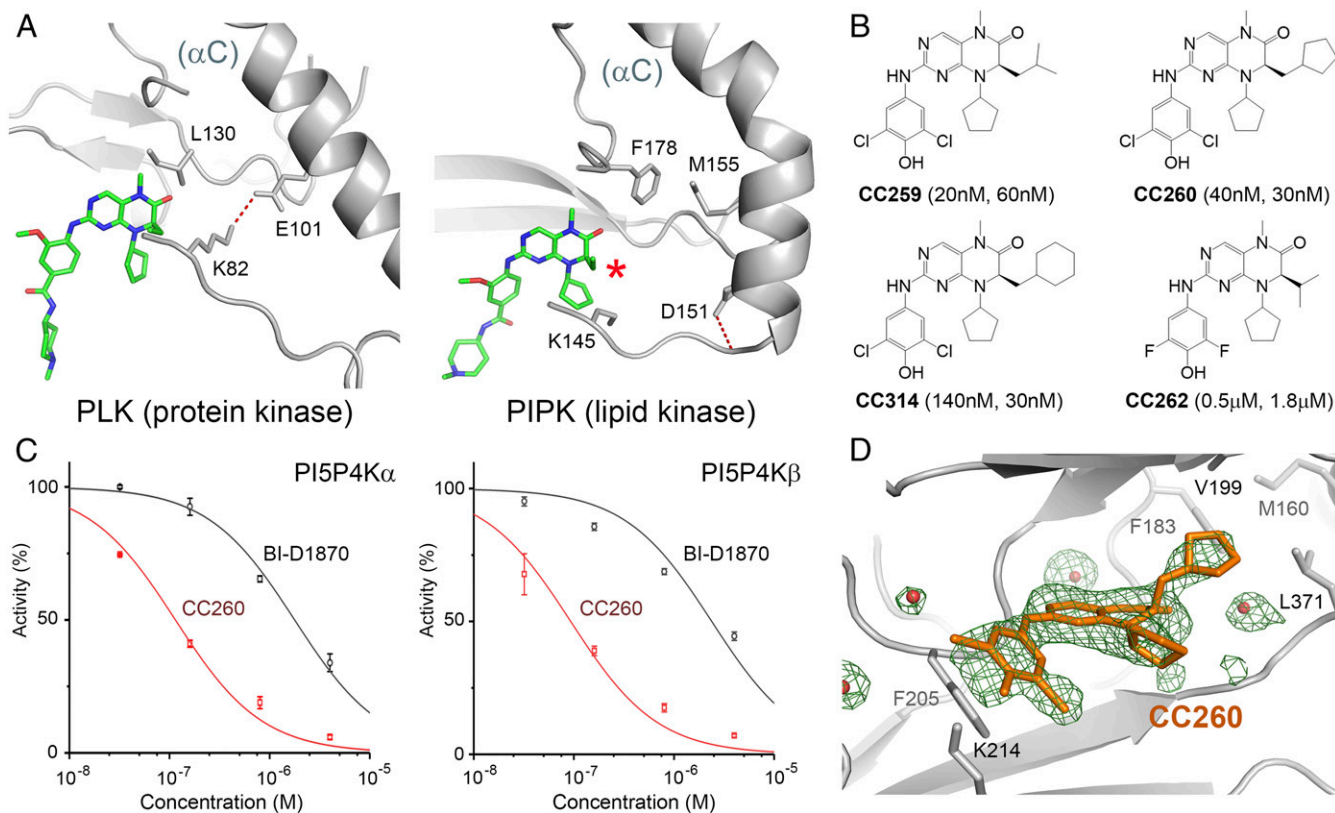 A
(αC)
L130
E101
K82
PLK (protein kinase)
(αC)
F178
M155
*
D151
K145
PIPK (lipid kinase)
B
N
N
O
N
N
HN
Cl
Cl
OH
CC259 (20nM, 60nM)
N
N
O
N
N
HN
Cl
Cl
OH
CC260 (40nM, 30nM)
N
N
O
N
N
HN
Cl
Cl
OH
CC314 (140nM, 30nM)
N
N
O
N
N
HN
F
F
OH
CC262 (0.5μM, 1.8μM)
C
PI5P4Kα
Activity (%)
100
50
0
BI-D1870
CC260
10-8
10-7
10-6
10-5
Concentration (M)
PI5P4Kβ
Activity (%)
100
50
0
BI-D1870
CC260
10-8
10-7
10-6
10-5
Concentration (M)
D
V199
M160
F183
L371
F205
CC260
K214